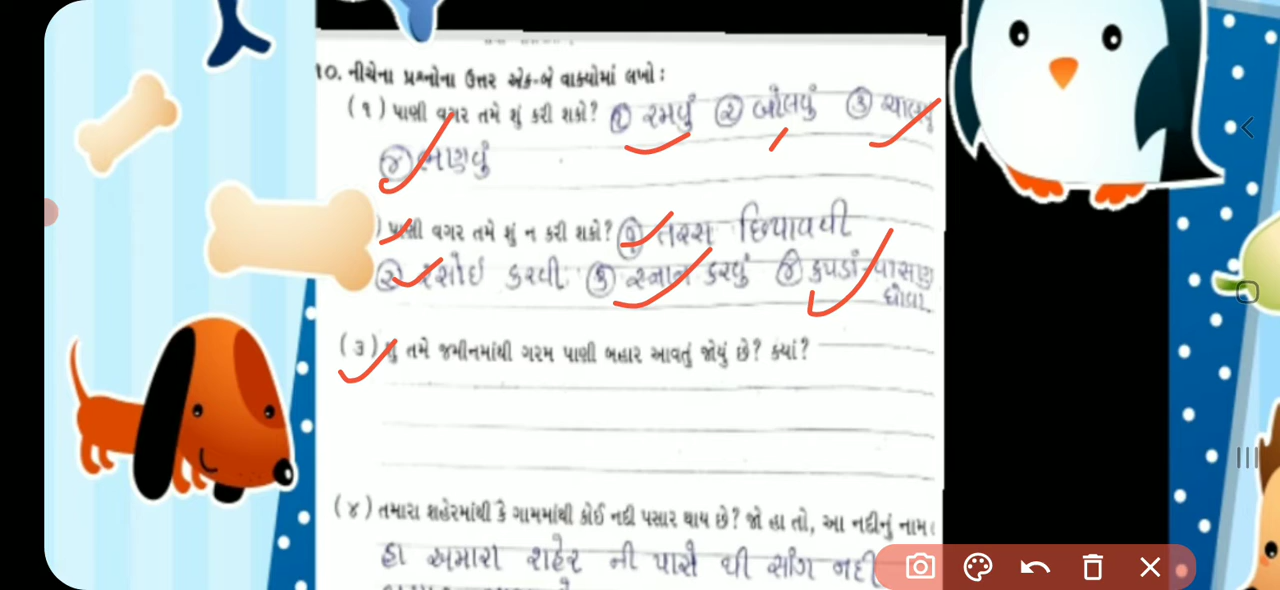 ૧૦. નીચેના પ્રશ્નોના ઉત્તર એક-બે વાક્યોમાં લખો :
(૧) પાણી વગર તમે શું કરી શકો? ① રમવું ② બોલવું ③ ચાલવું
④ ભણવું
) પાણી વગર તમે શું ન કરી શકો? ① તરસ છિપાવવી
② રસોઈ કરવી. ③ સ્નાન કરવું ④ કપડાં-વાસણ
ધોવા.
(૩) શું તમે જમીનમાંથી ગરમ પાણી બહાર આવતું જોયું છે? ક્યાં?
(૪) તમારા શહેરમાંથી કે ગામમાંથી કોઈ નદી પસાર થાય છે? જો હા તો, આ નદીનું નામ
હા અમારા શહેર ની પાસે થી સાંગ નદી